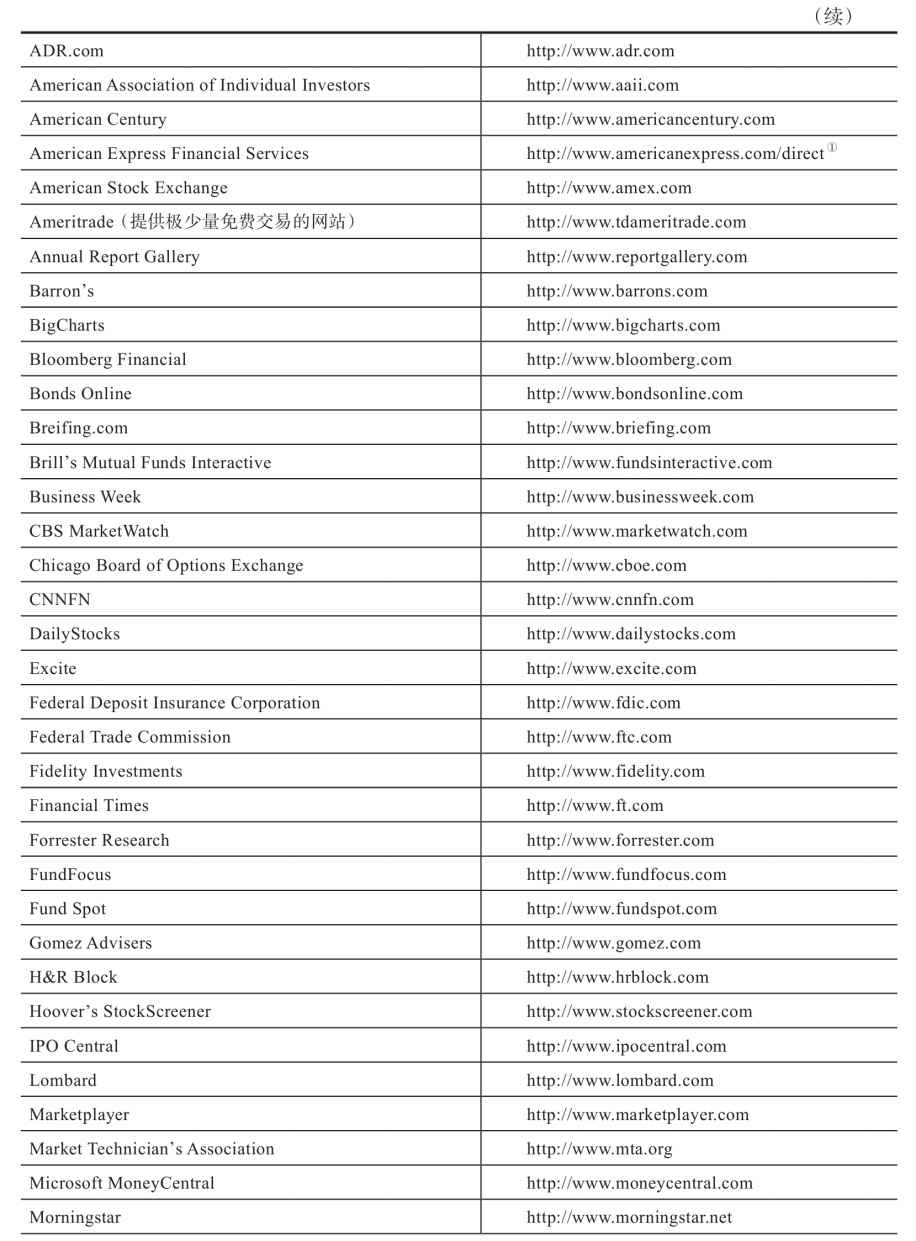 （续）
ADR.com http://www.adr.com
American Association of Individual Investors http://www.aaii.com
American Century http://www.americancentury.com
American Express Financial Services http://www.americanexpress.com/direct①
American Stock Exchange http://www.amex.com
Ameritrade（提供极少量免费交易的网站） http://www.tdameritrade.com
Annual Report Gallery http://www.reportgallery.com
Barron’s http://www.barrons.com
BigCharts http://www.bigcharts.com
Bloomberg Financial http://www.bloomberg.com
Bonds Online http://www.bondsonline.com
Breifing.com http://www.briefing.com
Brill’s Mutual Funds Interactive http://www.fundsinteractive.com
Business Week http://www.businessweek.com
CBS MarketWatch http://www.marketwatch.com
Chicago Board of Options Exchange http://www.cboe.com
CNNFN http://www.cnnfn.com
DailyStocks http://www.dailystocks.com
Excite http://www.excite.com
Federal Deposit Insurance Corporation http://www.fdic.com
Federal Trade Commission http://www.ftc.com
Fidelity Investments http://www.fidelity.com
Financial Times http://www.ft.com
Forrester Research http://www.forrester.com
FundFocus http://www.fundfocus.com
Fund Spot http://www.fundspot.com
Gomez Advisers http://www.gomez.com
H&R Block http://www.hrblock.com
Hoover’s StockScreener http://www.stockscreener.com
IPO Central http://www.ipocentral.com
Lombard http://www.lombard.com
Marketplayer http://www.marketplayer.com
Market Technician’s Association http://www.mta.org
Microsoft MoneyCentral http://www.moneycentral.com
Morningstar http://www.morningstar.net